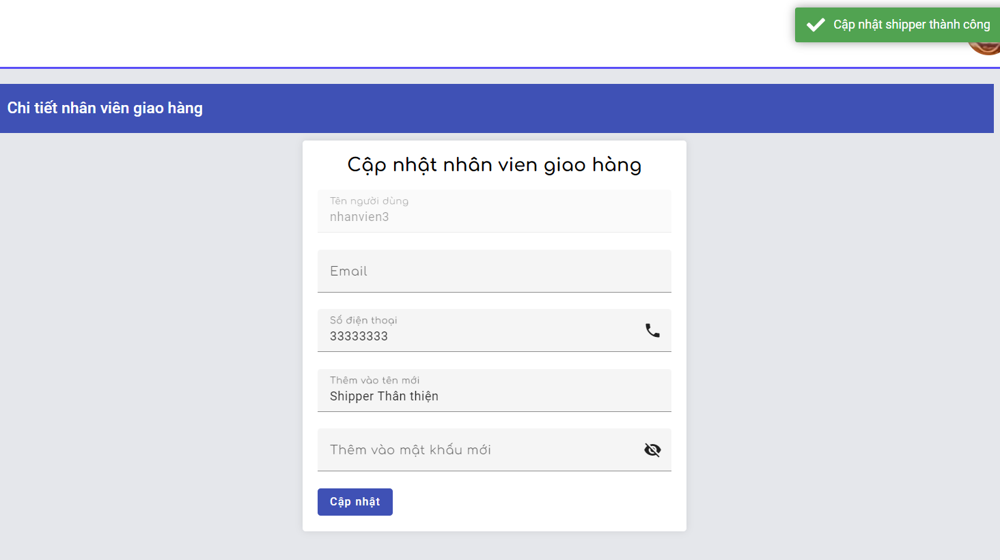 Cập nhật shipper thành công
Chi tiết nhân viên giao hàng
Cập nhật nhân vien giao hàng
Tên người dùng
nhanvien3
Email
Số điện thoại
33333333
Thêm vào tên mới
Shipper Thân thiện
Thêm vào mật khẩu mới
Cập nhật